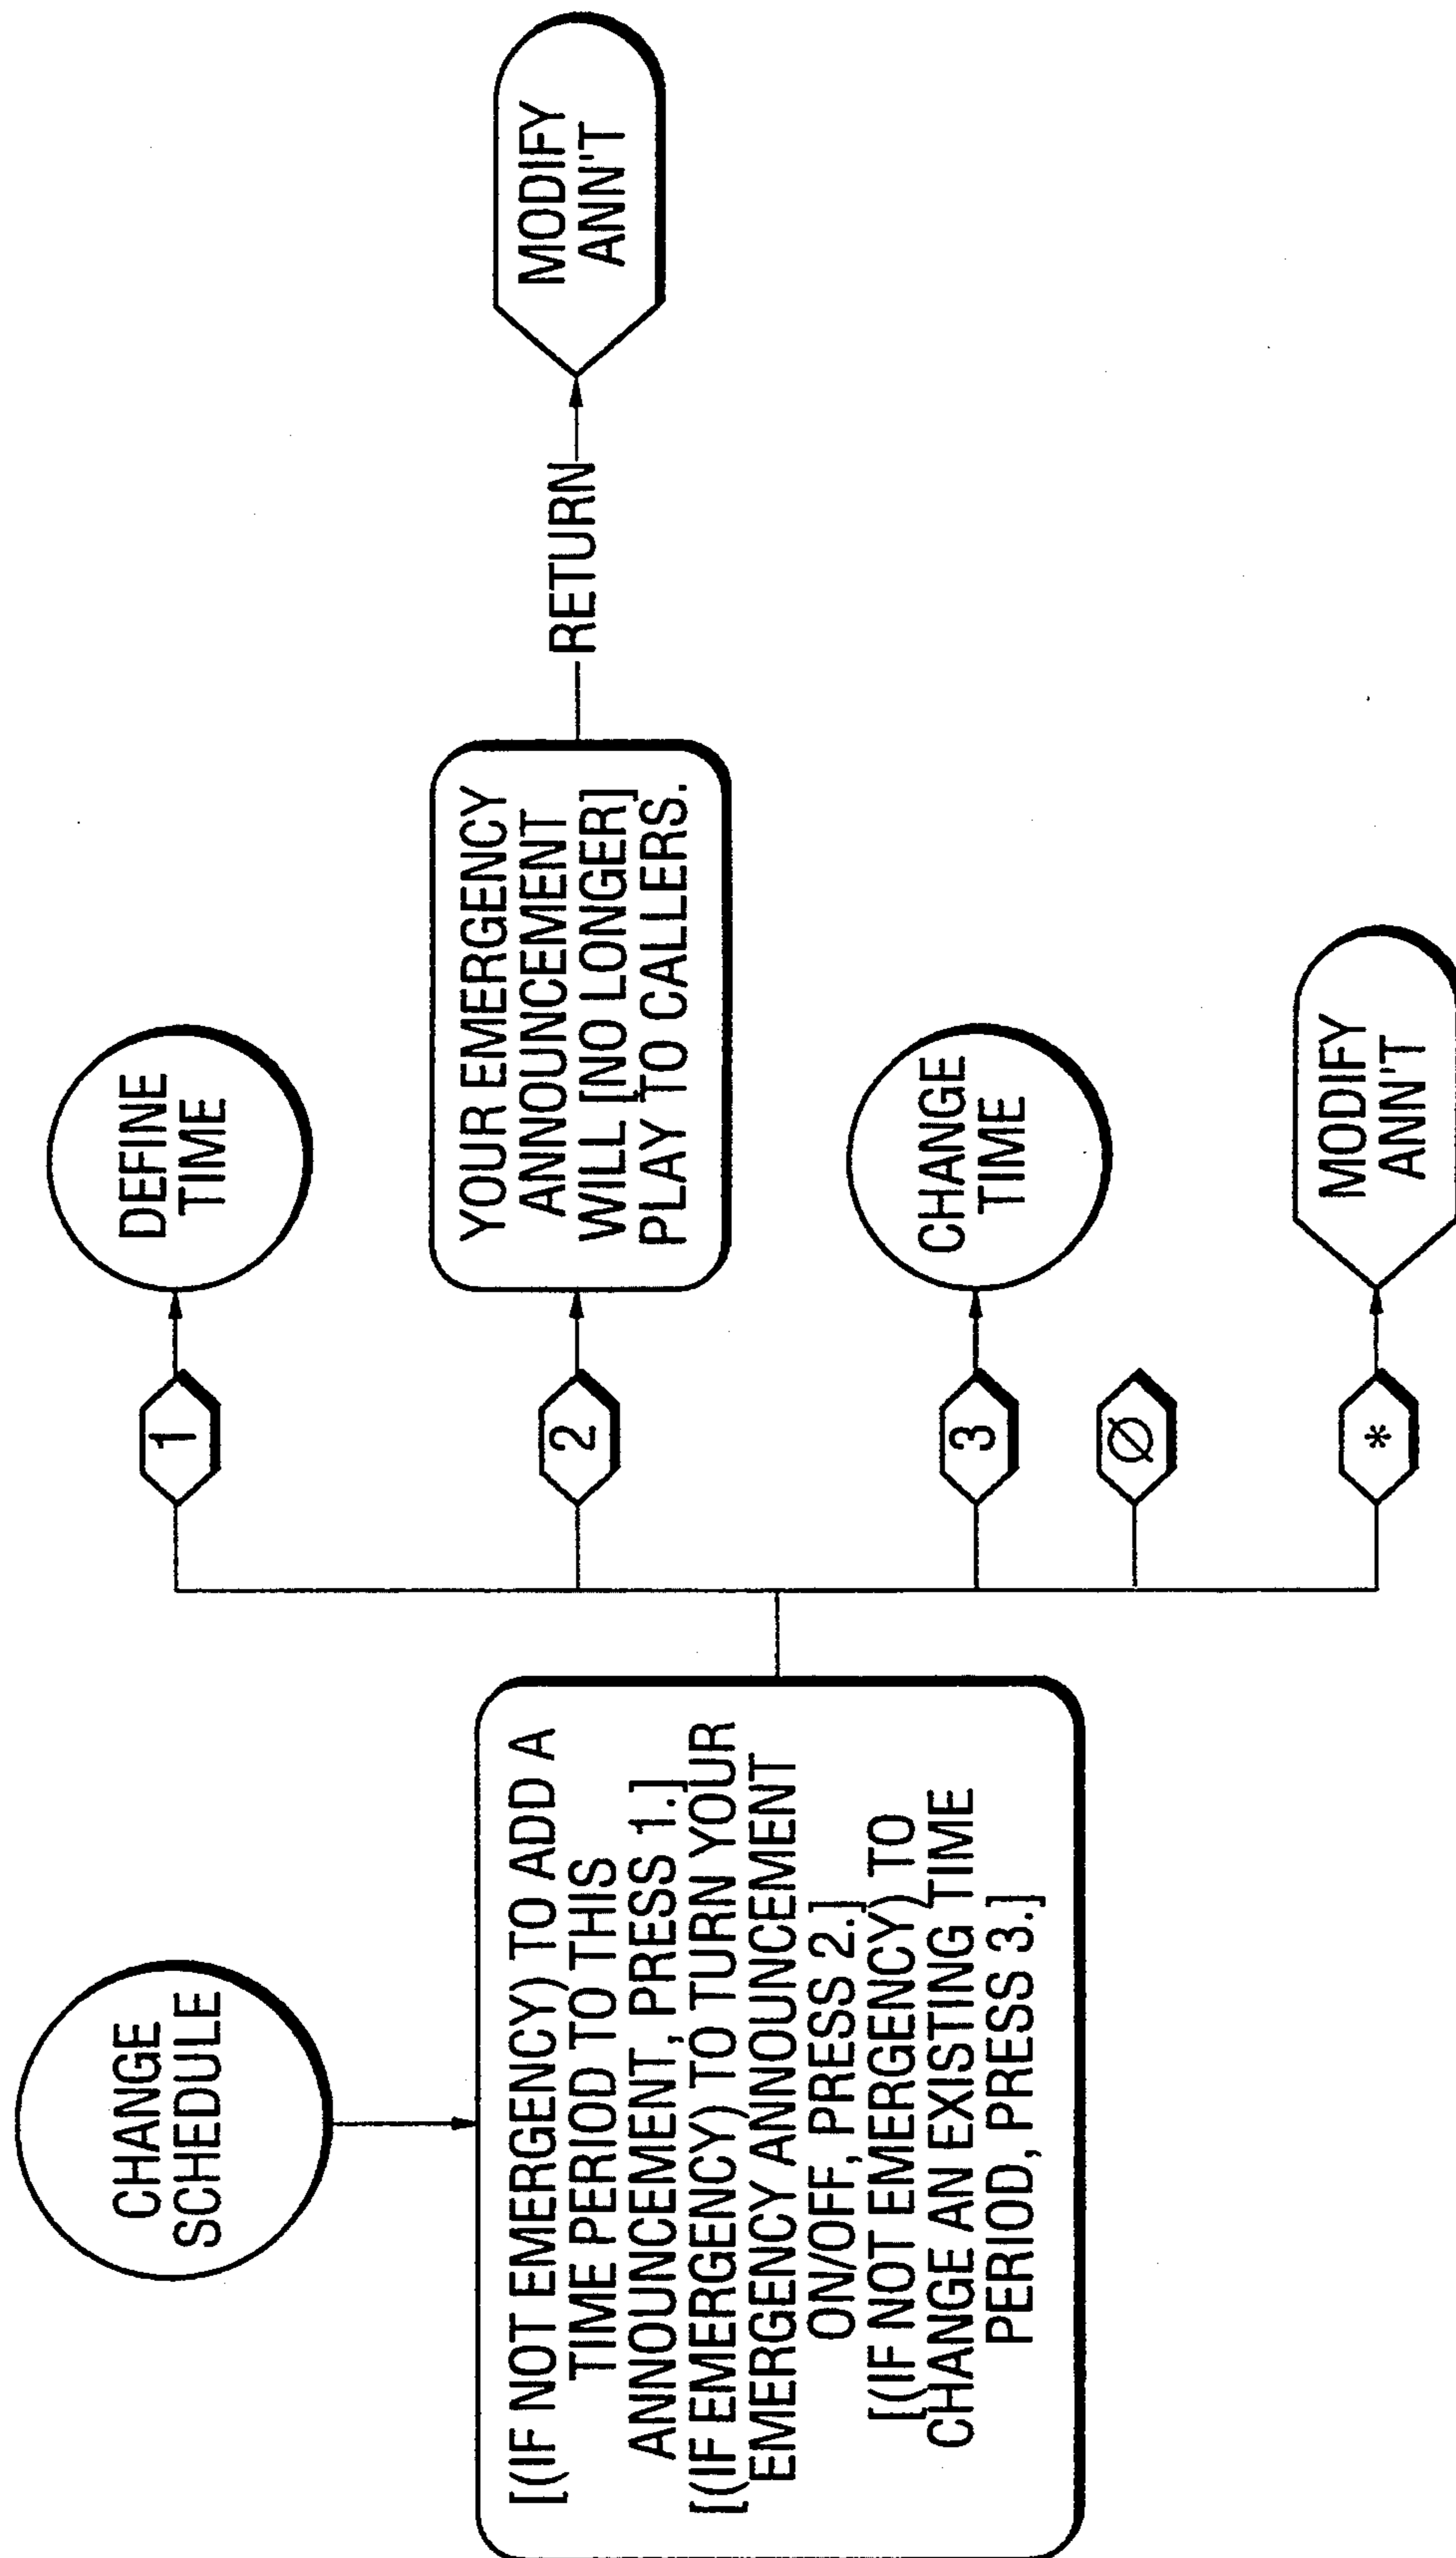 CHANGE
SCHEDULE
[(IF NOT EMERGENCY) TO ADD A
TIME PERIOD TO THIS
ANNOUNCEMENT, PRESS 1.]
[(IF EMERGENCY) TO TURN YOUR
EMERGENCY ANNOUNCEMENT
ON/OFF, PRESS 2.]
[(IF NOT EMERGENCY) TO
CHANGE AN EXISTING TIME
PERIOD, PRESS 3.]
1
DEFINE
TIME
2
YOUR EMERGENCY
ANNOUNCEMENT
WILL [NO LONGER]
PLAY TO CALLERS.
RETURN
MODIFY
ANN'T
3
CHANGE
TIME
Ø
*
MODIFY
ANN'T